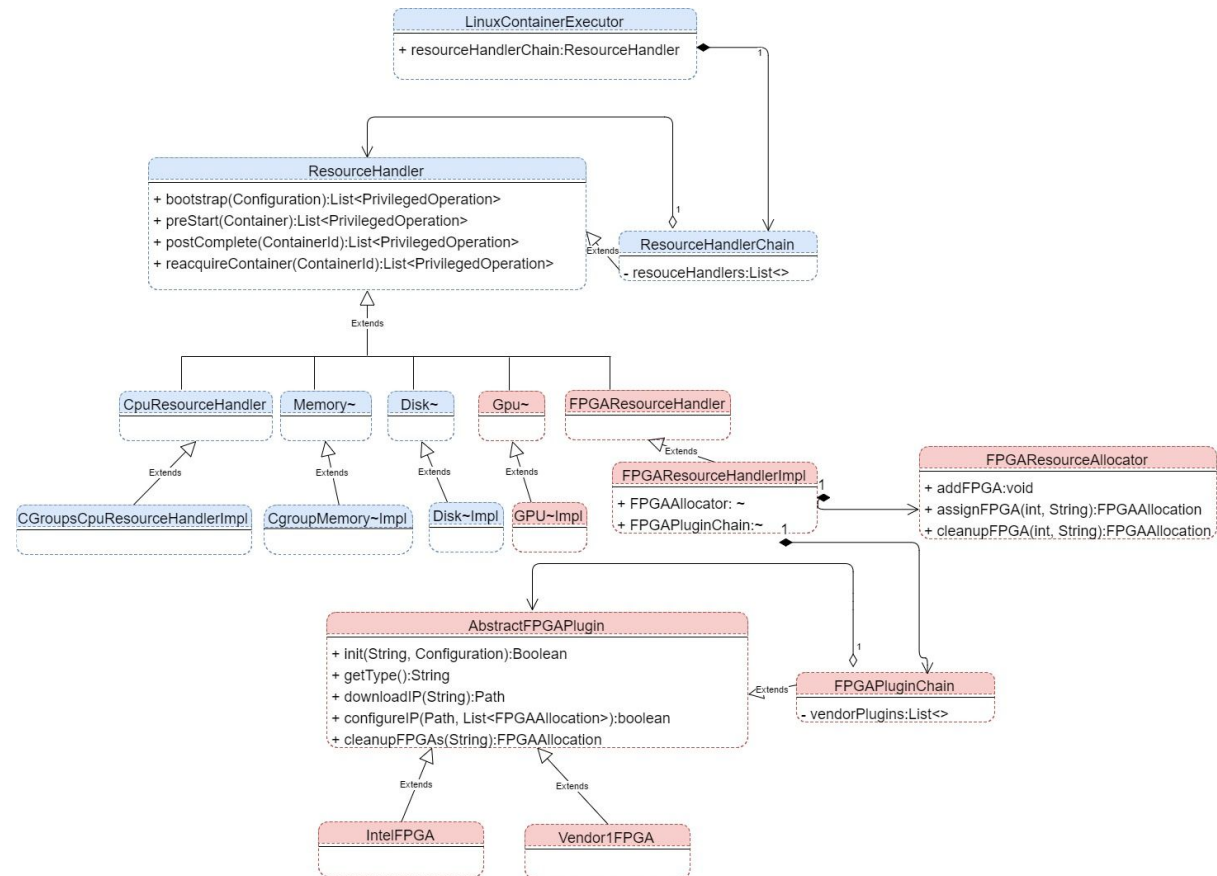 LinuxContainerExecutor
+ resourceHandlerChain:ResourceHandler
1
ResourceHandler
+ bootstrap(Configuration):List<PrivilegedOperation>
+ preStart(Container):List<PrivilegedOperation>
+ postComplete(ContainerId):List<PrivilegedOperation>
+ reacquireContainer(ContainerId):List<PrivilegedOperation>
1
Extends
ResourceHandlerChain
- resouceHandlers:List<>
Extends
CpuResourceHandler
Memory~
Disk~
Gpu~
FPGAResourceHandler
Extends
Extends
Extends
Extends
Extends
CGroupsCpuResourceHandlerImpl
CgroupMemory~Impl
Disk~Impl
GPU~Impl
FPGAResourceHandlerImpl
+ FPGAAllocator: ~
+ FPGAPluginChain:~
1
1
FPGAResourceAllocator
+ addFPGA:void
+ assignFPGA(int, String):FPGAAllocation
+ cleanupFPGA(int, String):FPGAAllocation
AbstractFPGAPlugin
+ init(String, Configuration):Boolean
+ getType():String
+ downloadIP(String):Path
+ configureIP(Path, List<FPGAAllocation>):boolean
+ cleanupFPGAs(String):FPGAAllocation
1
1
Extends
FPGAPluginChain
- vendorPlugins:List<>
Extends
Extends
IntelFPGA
Vendor1FPGA